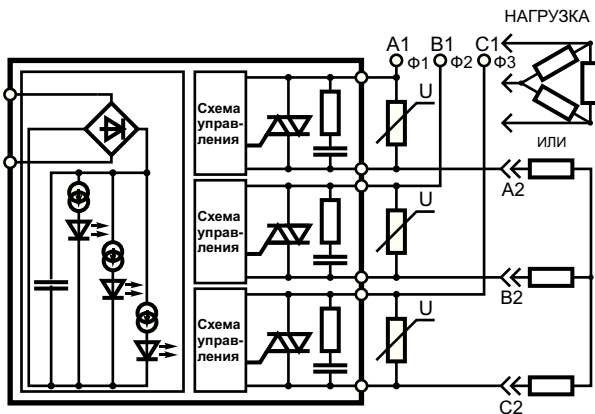 НАГРУЗКА
A1 B1 C1
Ф1 Ф2 Ф3
U
Схема
управ-
ления
ИЛИ
A2
U
Схема
управ-
ления
B2
U
Схема
управ-
ления
C2